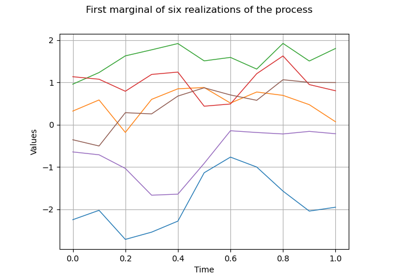 First marginal of six realizations of the process
2
1
0
−1
−2
Values
0.0 0.2 0.4 0.6 0.8 1.0
Time